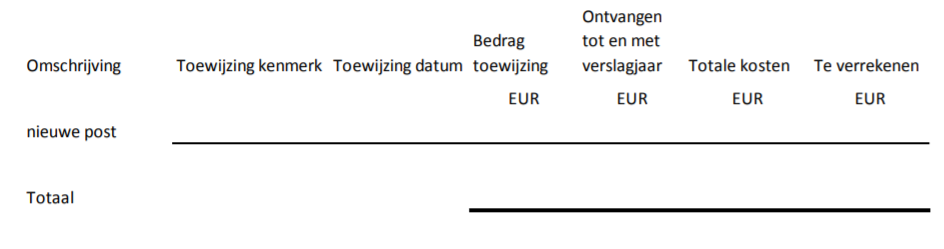 Ontvangen
Bedrag tot en met
Omschrijving Toewijzing kenmerk Toewijzing datum toewijzing verslagjaar Totale kosten Te verrekenen
EUR EUR EUR EUR
nieuwe post
Totaal